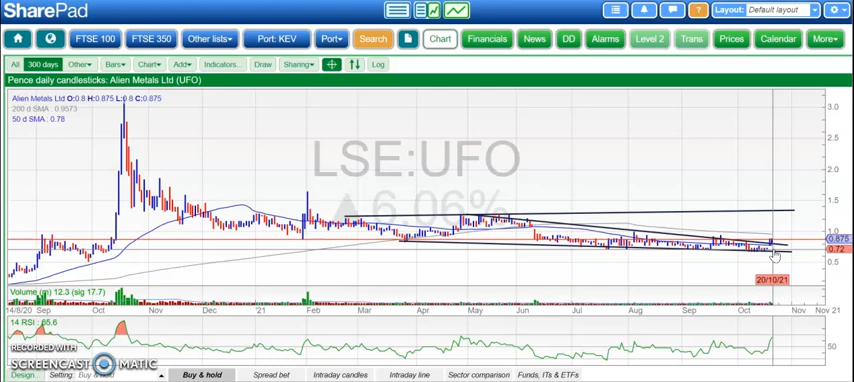 SharePad
Layout: Default layout
FTSE 100 FTSE 350 Other lists Port: KEV Port Search Chart Financials News DD Alarms Level 2 Trans Prices Calendar More
All 300 days Other Bars Chart Add Indicators... Draw Sharing Log
Pence daily candlesticks: Alien Metals Ltd (UFO)
Alien Metals Ltd O:0.8 H:0.875 L:0.8 C:0.875
200 d SMA 0.9573
50 d SMA 0.78
LSE:UFO
▲6.06%
3.0
2.5
2.0
1.5
1.0
0.875
0.72
0.5
20/10/21
Volume (m) 12.3 (sig 17.7)
14/8/20 Sep Oct Nov Dec '21 Feb Mar Apr May Jun Jul Aug Sep Oct Nov Nov 21
14 RSI : 65.6
50
RECORDED WITH
SCREENCAST MATIC
Design... Setting: Buy & hold Buy & hold Spread bet Intraday candles Intraday line Sector comparison Funds, ITs & ETFs